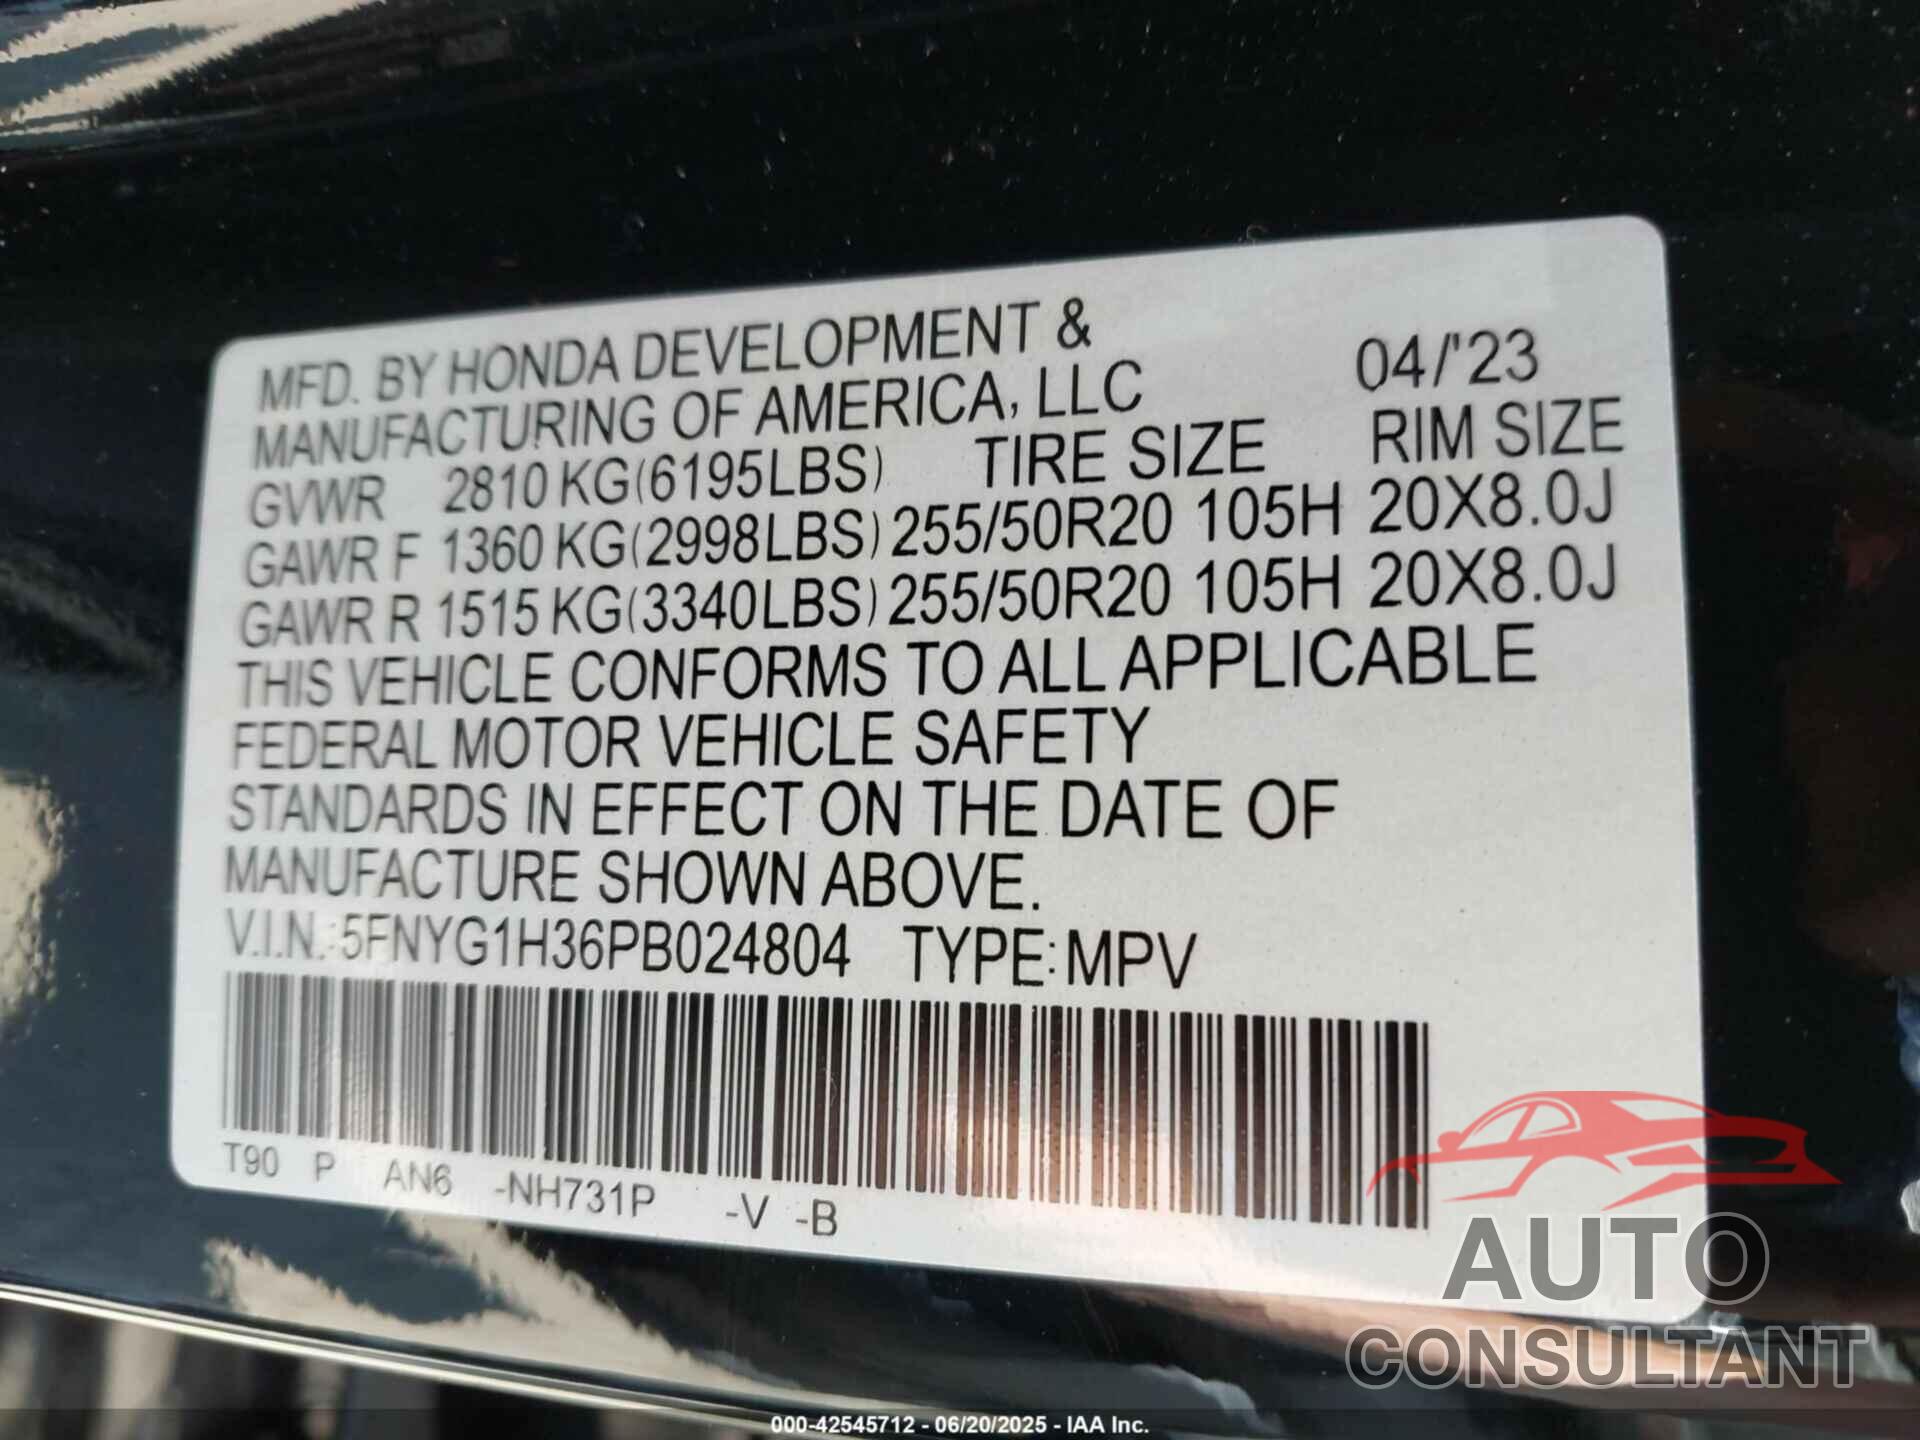 MFD. BY HONDA DEVELOPMENT &
MANUFACTURING OF AMERICA, LLC 04/'23
GVWR 2810 KG(6195LBS) TIRE SIZE RIM SIZE
GAWR F 1360 KG(2998LBS) 255/50R20 105H 20X8.0J
GAWR R 1515 KG(3340LBS) 255/50R20 105H 20X8.0J
THIS VEHICLE CONFORMS TO ALL APPLICABLE
FEDERAL MOTOR VEHICLE SAFETY
STANDARDS IN EFFECT ON THE DATE OF
MANUFACTURE SHOWN ABOVE.
V.I.N.: 5FNYG1H36PB024804 TYPE: MPV
T90 P AN6 -NH731P -V -B
AUTO
CONSULTANT
000-42545712 - 06/20/2025 - IAA Inc.